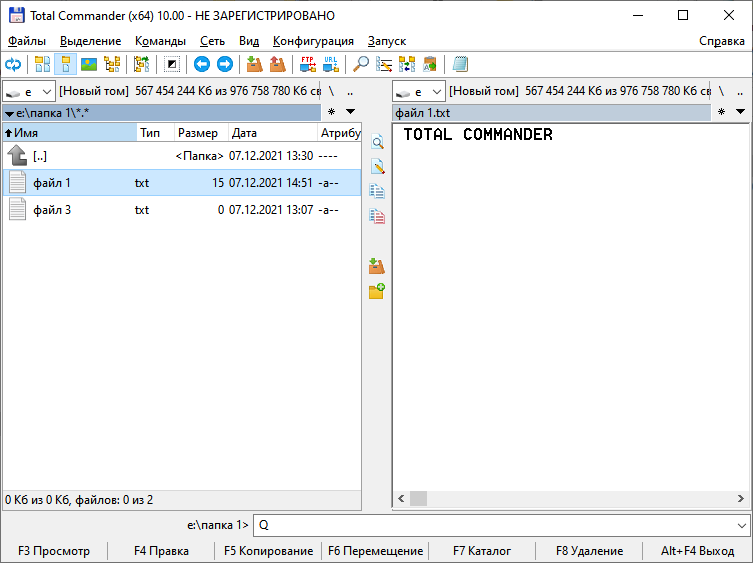 Total Commander (x64) 10.00 - НЕ ЗАРЕГИСТРИРОВАНО
Файлы Выделение Команды Сеть Вид Конфигурация Запуск Справка
FTP URL
e [Новый том] 567 454 244 Кб из 976 758 780 Кб св \ ..
e [Новый том] 567 454 244 Кб из 976 758 780 Кб св \ ..
e:\папка 1\*.* *
файл 1.txt *
Имя Тип Размер Дата Атрибу
[..] <Папка> 07.12.2021 13:30 ----
файл 1 txt 15 07.12.2021 14:51 -a--
файл 3 txt 0 07.12.2021 13:07 -a--
TOTAL COMMANDER
0 Кб из 0 Кб, файлов: 0 из 2
e:\папка 1> Q
F3 Просмотр F4 Правка F5 Копирование F6 Перемещение F7 Каталог F8 Удаление Alt+F4 Выход